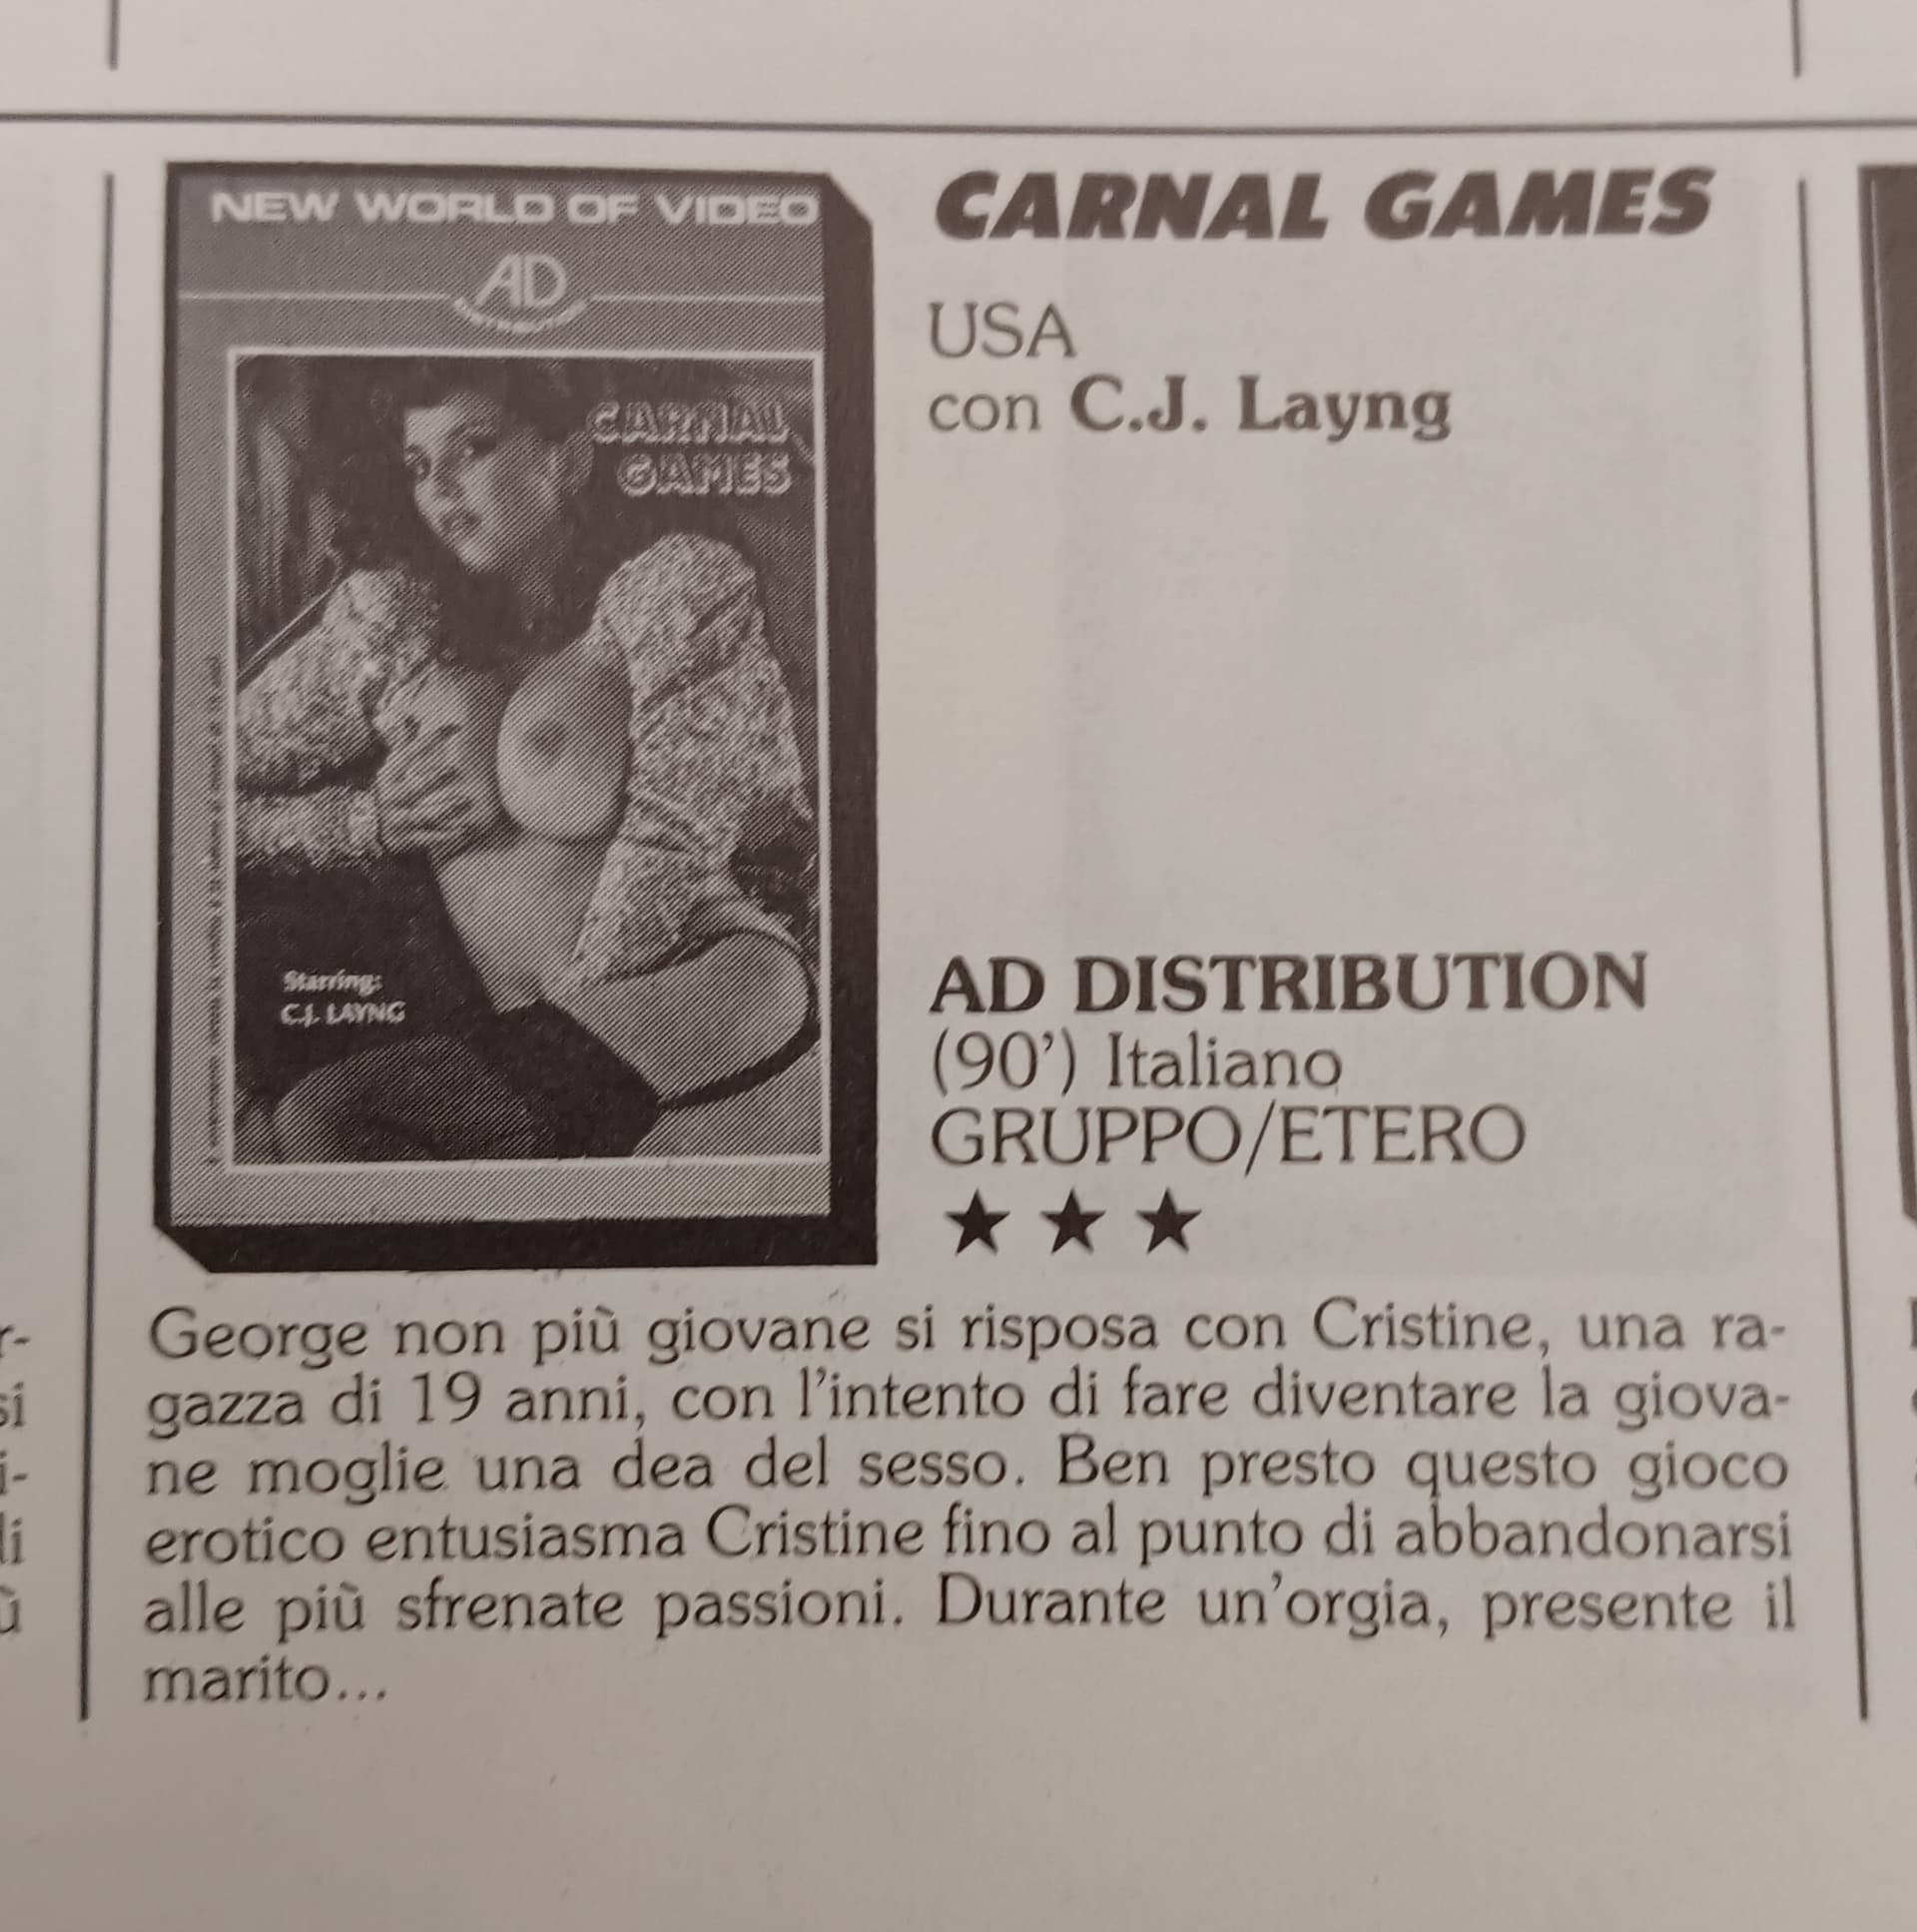 NEW WORLD OF VIDEO
AD
CARNAL
GAMES
Starring:
C.J. LAYNG
CARNAL GAMES
USA
con C.J. Layng
AD DISTRIBUTION
(90') Italiano
GRUPPO/ETERO
★ ★ ★
George non più giovane si risposa con Cristine, una ra-
gazza di 19 anni, con l'intento di fare diventare la giova-
ne moglie una dea del sesso. Ben presto questo gioco
erotico entusiasma Cristine fino al punto di abbandonarsi
alle più sfrenate passioni. Durante un'orgia, presente il
marito...
r-
si
i-
li
ù